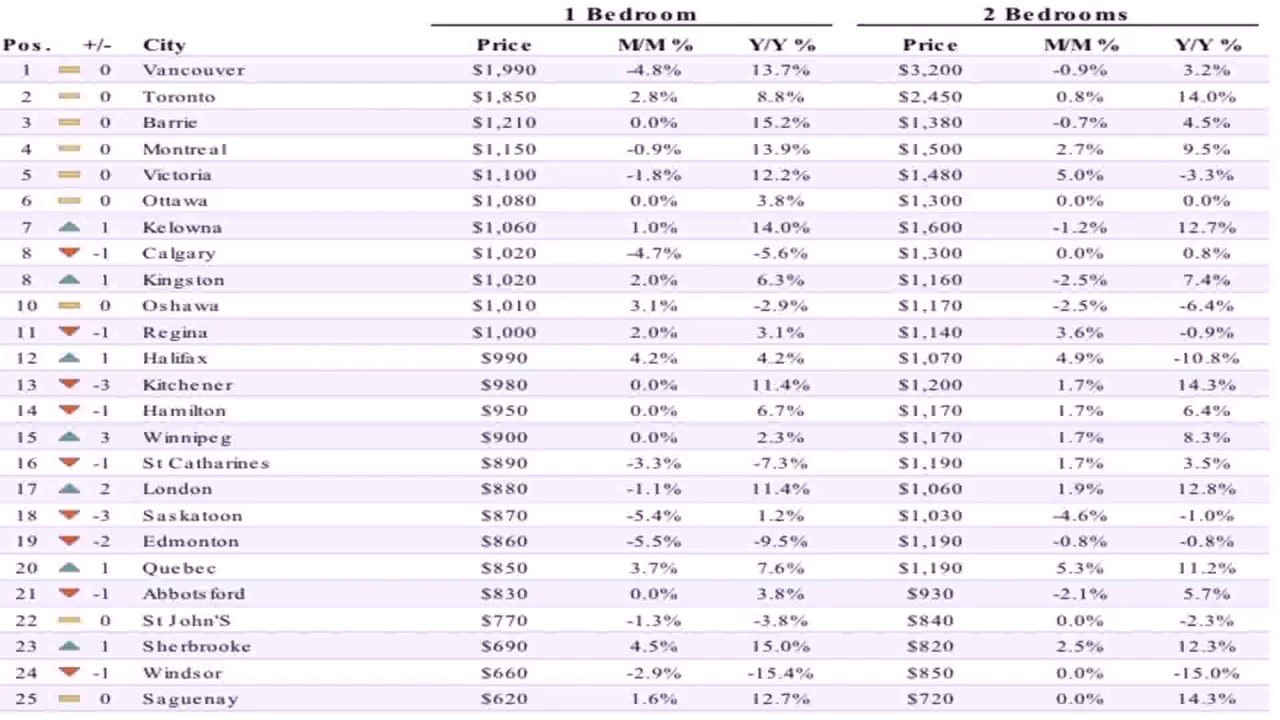 1 Bedroom 2 Bedrooms
Pos. +/- City Price M/M % Y/Y % Price M/M % Y/Y %
1 0 Vancouver $1,990 -4.8% 13.7% $3,200 -0.9% 3.2%
2 0 Toronto $1,850 2.8% 8.8% $2,450 0.8% 14.0%
3 0 Barrie $1,210 0.0% 15.2% $1,380 -0.7% 4.5%
4 0 Montreal $1,150 -0.9% 13.9% $1,500 2.7% 9.5%
5 0 Victoria $1,100 -1.8% 12.2% $1,480 5.0% -3.3%
6 0 Ottawa $1,080 0.0% 3.8% $1,300 0.0% 0.0%
7 1 Kelowna $1,060 1.0% 14.0% $1,600 -1.2% 12.7%
8 -1 Calgary $1,020 -4.7% -5.6% $1,300 0.0% 0.8%
8 1 Kingston $1,020 2.0% 6.3% $1,160 -2.5% 7.4%
10 0 Oshawa $1,010 3.1% -2.9% $1,170 -2.5% -6.4%
11 -1 Regina $1,000 2.0% 3.1% $1,140 3.6% -0.9%
12 1 Halifax $990 4.2% 4.2% $1,070 4.9% -10.8%
13 -3 Kitchener $980 0.0% 11.4% $1,200 1.7% 14.3%
14 -1 Hamilton $950 0.0% 6.7% $1,170 1.7% 6.4%
15 3 Winnipeg $900 0.0% 2.3% $1,170 1.7% 8.3%
16 -1 St Catharines $890 -3.3% -7.3% $1,190 1.7% 3.5%
17 2 London $880 -1.1% 11.4% $1,060 1.9% 12.8%
18 -3 Saskatoon $870 -5.4% 1.2% $1,030 -4.6% -1.0%
19 -2 Edmonton $860 -5.5% -9.5% $1,190 -0.8% -0.8%
20 1 Quebec $850 3.7% 7.6% $1,190 5.3% 11.2%
21 -1 Abbotsford $830 0.0% 3.8% $930 -2.1% 5.7%
22 0 St John'S $770 -1.3% -3.8% $840 0.0% -2.3%
23 1 Sherbrooke $690 4.5% 15.0% $820 2.5% 12.3%
24 -1 Windsor $660 -2.9% -15.4% $850 0.0% -15.0%
25 0 Saguenay $620 1.6% 12.7% $720 0.0% 14.3%